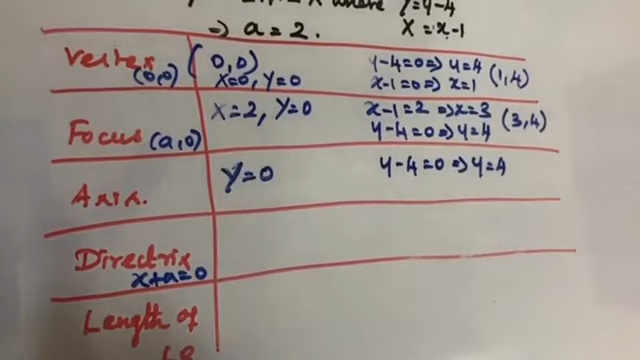 where Y=y-4
⇒ a = 2. X = x-1
Vertex (0,0) (0,0) y-4=0 ⇒ y=4 (1,4)
X=0, Y=0 x-1=0 ⇒ x=1
Focus (a,0) X=2, Y=0 x-1=2 ⇒ x=3 (3,4)
y-4=0 ⇒ y=4
Axis. Y=0 y-4=0 ⇒ y=4
Directrix
x+a=0
Length of